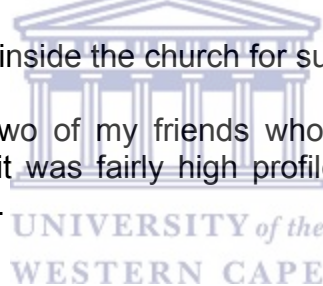 inside the church for su
wo of my friends who
it was fairly high profile
.
UNIVERSITY of the
WESTERN CAPE